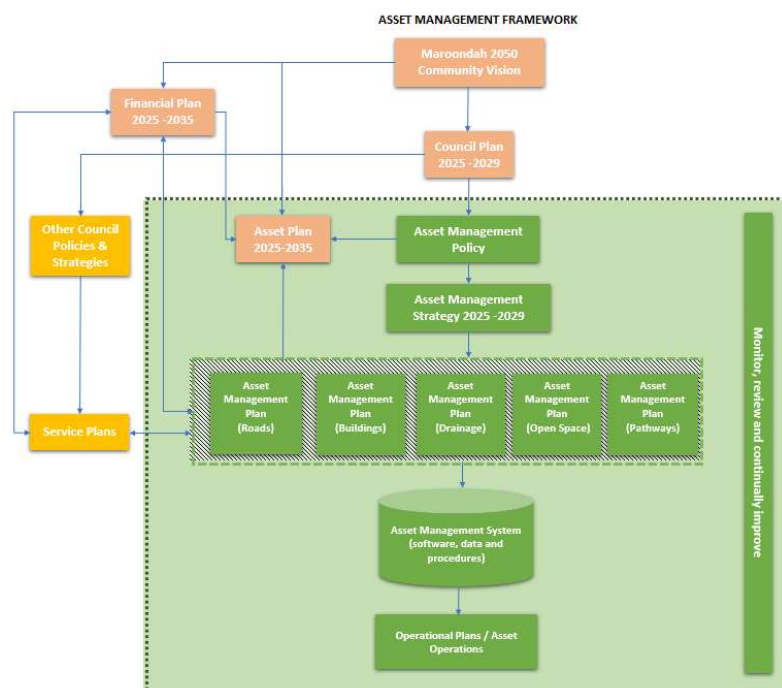 ASSET MANAGEMENT FRAMEWORK
Maroondah 2050
Community Vision
Financial Plan
2025 -2035
Council Plan
2025 -2029
Other Council
Policies &
Strategies
Asset Plan
2025-2035
Asset Management
Policy
Asset Management
Strategy 2025 -2029
Asset
Management
Plan
(Roads)
Asset
Management
Plan
(Buildings)
Asset
Management
Plan
(Drainage)
Asset
Management
Plan
(Open Space)
Asset
Management
Plan
(Pathways)
Service Plans
Asset Management System
(software, data and
procedures)
Operational Plans / Asset
Operations
Monitor, review and continually improve